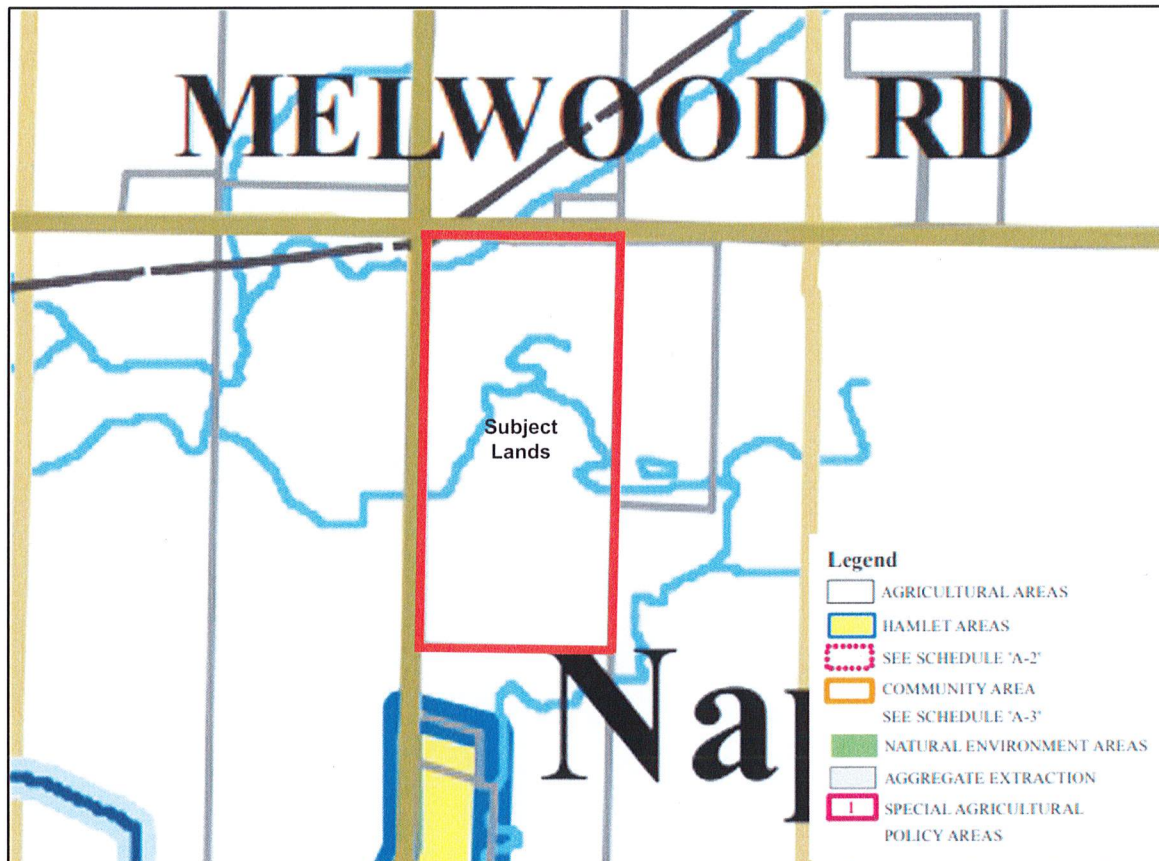 MELWOOD RD
Subject
Lands
Nap
Legend
AGRICULTURAL AREAS
HAMLET AREAS
SEE SCHEDULE 'A-2'
COMMUNITY AREA
SEE SCHEDULE 'A-3'
NATURAL ENVIRONMENT AREAS
AGGREGATE EXTRACTION
1 SPECIAL AGRICULTURAL
POLICY AREAS